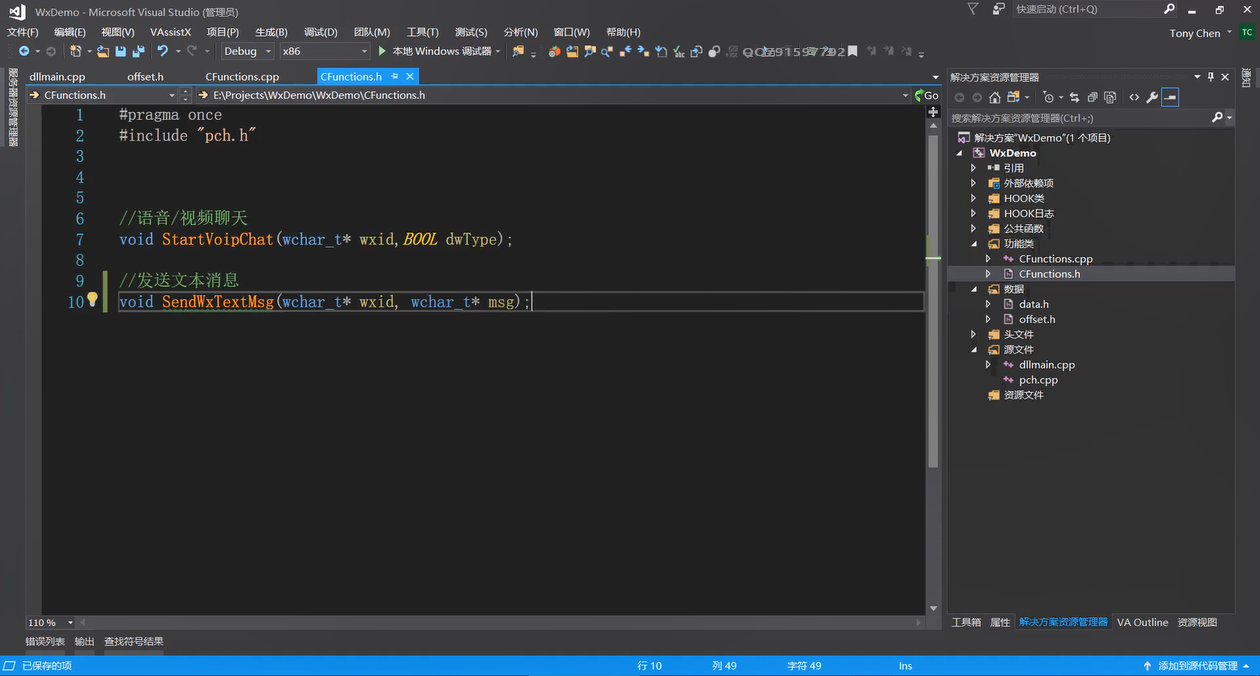 WxDemo - Microsoft Visual Studio (管理员)
快速启动 (Ctrl+Q)
文件(F) 编辑(E) 视图(V) VAssistX 项目(P) 生成(B) 调试(D) 团队(M) 工具(T) 测试(S) 分析(N) 窗口(W) 帮助(H)
Tony Chen TC
Debug x86 本地 Windows 调试器
dllmain.cpp offset.h CFunctions.cpp CFunctions.h
CFunctions.h E:\Projects\WxDemo\WxDemo\CFunctions.h Go
服务器资源管理器
1 #pragma once
2 #include "pch.h"
3
4
5
6 //语音/视频聊天
7 void StartVoipChat(wchar_t* wxid,BOOL dwType);
8
9 //发送文本消息
10 void SendWxTextMsg(wchar_t* wxid, wchar_t* msg);
110 %
解决方案资源管理器
通知
搜索解决方案资源管理器(Ctrl+;)
解决方案"WxDemo"(1 个项目)
WxDemo
引用
外部依赖项
HOOK类
HOOK日志
公共函数
功能类
CFunctions.cpp
CFunctions.h
数据
data.h
offset.h
头文件
源文件
dllmain.cpp
pch.cpp
资源文件
工具箱 属性 解决方案资源管理器 VA Outline 资源视图
错误列表 输出 查找符号结果
已保存的项 行 10 列 49 字符 49 Ins 添加到源代码管理